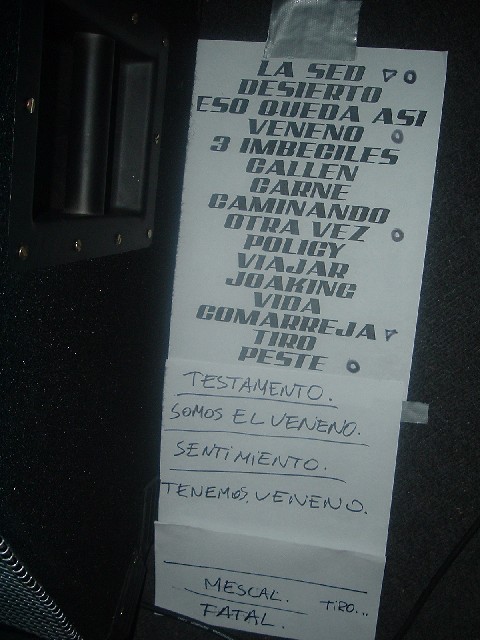 LA SED
DESIERTO
ESO QUEDA ASI
VENENO
3 IMBECILES
CALLEN
CARNE
CAMINANDO
OTRA VEZ
POLICY
VIAJAR
JOAKING
VIDA
COMARREJA
TIRO
PESTE
TESTAMENTO.
SOMOS EL VENENO.
SENTIMIENTO.
TENEMOS VENENO.
MESCAL. TIRO...
FATAL.